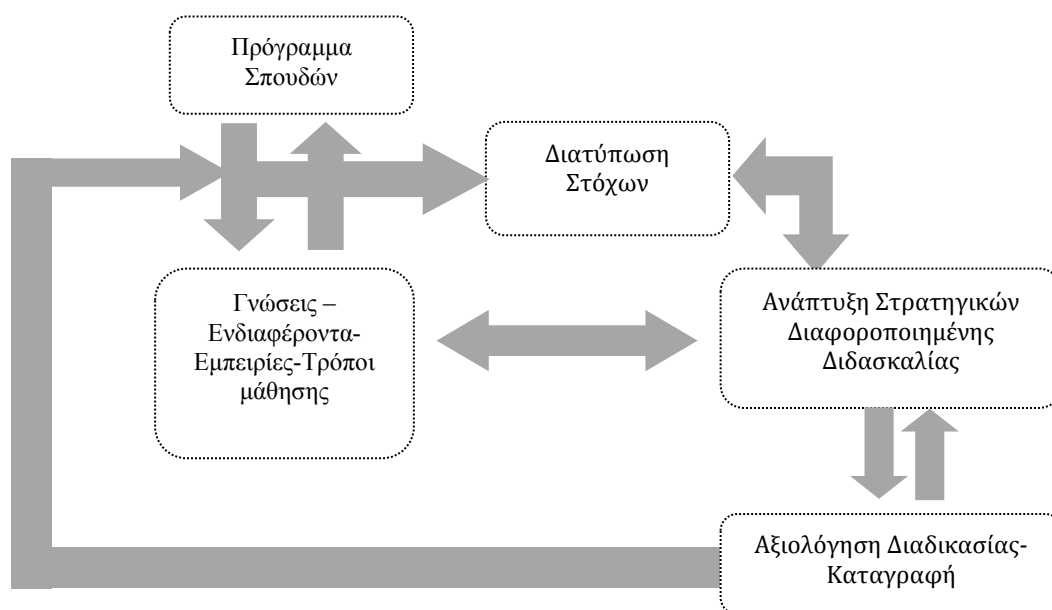 Πρόγραμμα
Σπουδών
Διατύπωση
Στόχων
Γνώσεις –
Ενδιαφέροντα-
Εμπειρίες-Τρόποι
μάθησης
Ανάπτυξη Στρατηγικών
Διαφοροποιημένης
Διδασκαλίας
Αξιολόγηση Διαδικασίας-
Καταγραφή